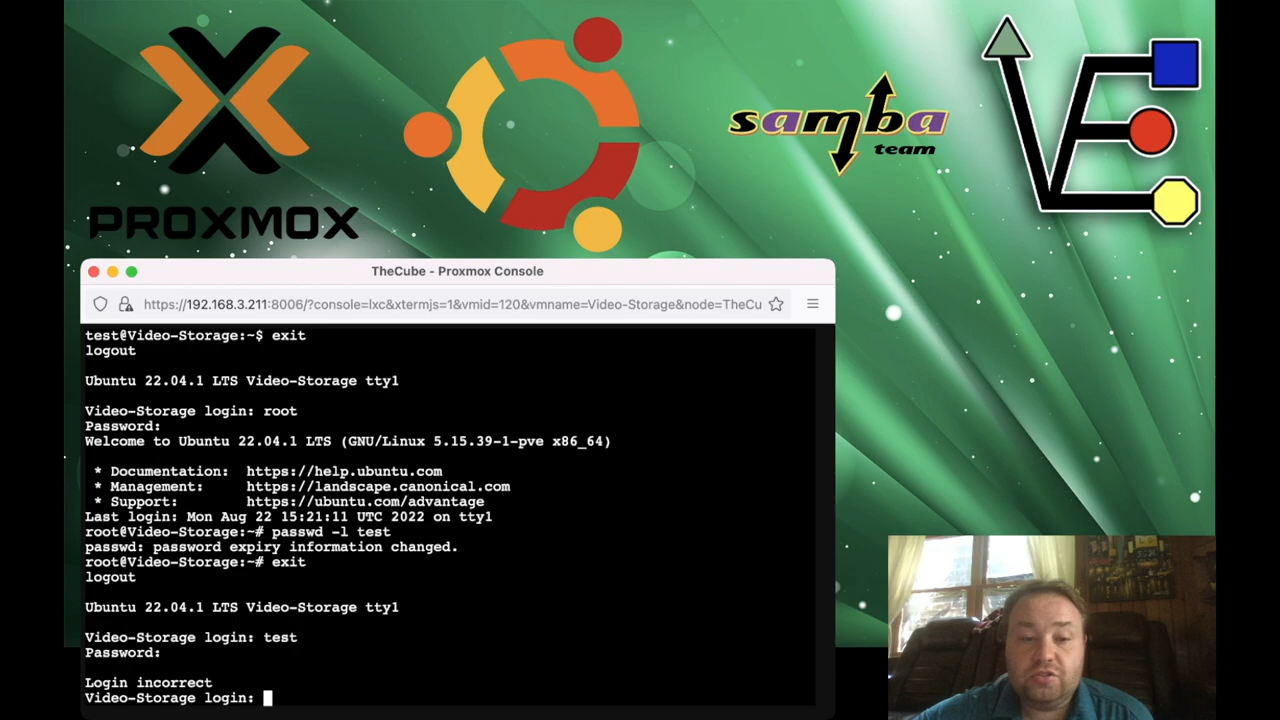 PROXMOX
samba
team
VE
TheCube - Proxmox Console
https://192.168.3.211:8006/?console=lxc&xtermjs=1&vmid=120&vmname=Video-Storage&node=TheCu
test@Video-Storage:~$ exit
logout
Ubuntu 22.04.1 LTS Video-Storage tty1
Video-Storage login: root
Password:
Welcome to Ubuntu 22.04.1 LTS (GNU/Linux 5.15.39-1-pve x86_64)
* Documentation: https://help.ubuntu.com
* Management: https://landscape.canonical.com
* Support: https://ubuntu.com/advantage
Last login: Mon Aug 22 15:21:11 UTC 2022 on tty1
root@Video-Storage:~# passwd -l test
passwd: password expiry information changed.
root@Video-Storage:~# exit
logout
Ubuntu 22.04.1 LTS Video-Storage tty1
Video-Storage login: test
Password:
Login incorrect
Video-Storage login: